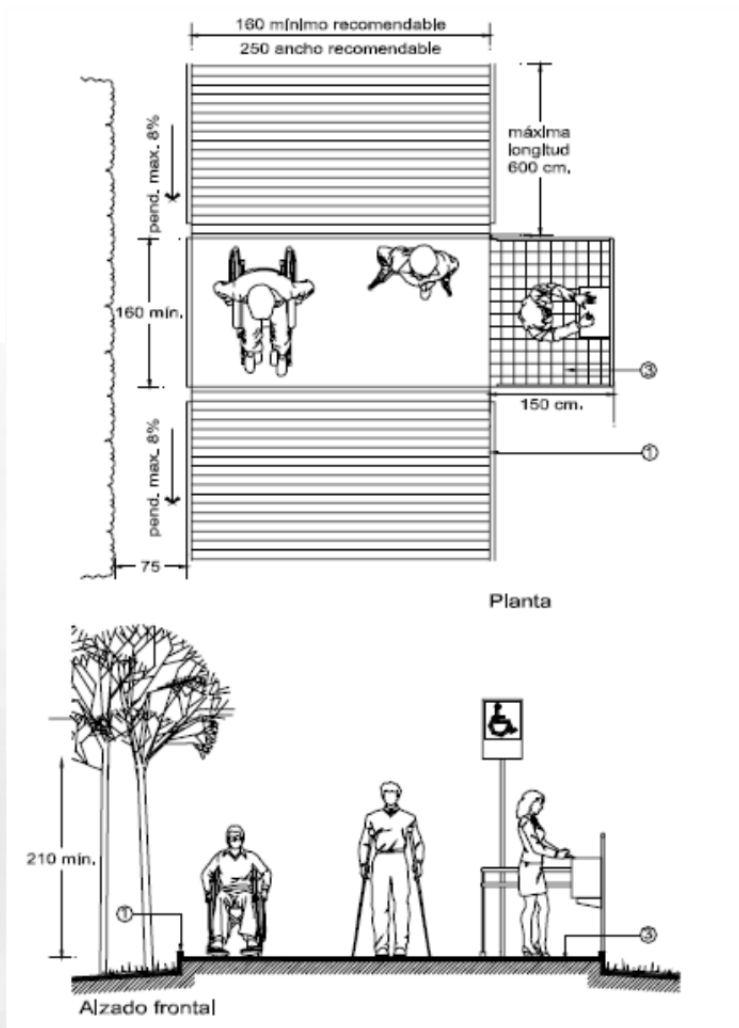 160 mínimo recomendable
250 ancho recomendable
pend. max. 8%
máxima
longitud
600 cm.
160 mín.
3
150 cm.
pend. max. 8%
1
75
Planta
210 mín.
1
3
Alzado frontal